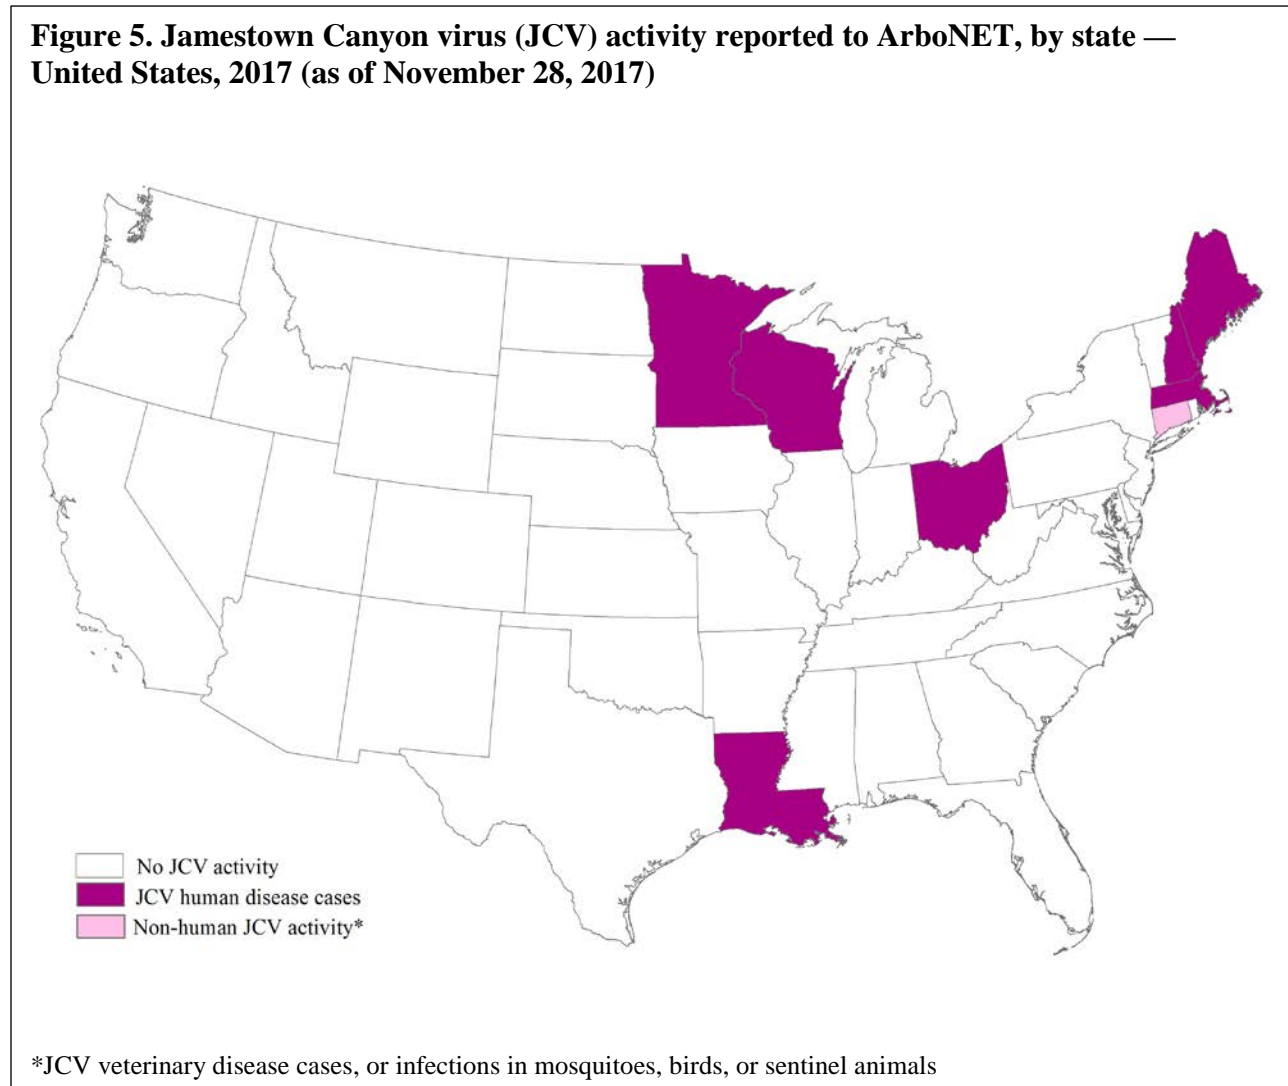 Figure 5. Jamestown Canyon virus (JCV) activity reported to ArboNET, by state —
United States, 2017 (as of November 28, 2017)
No JCV activity
JCV human disease cases
Non-human JCV activity*
*JCV veterinary disease cases, or infections in mosquitoes, birds, or sentinel animals